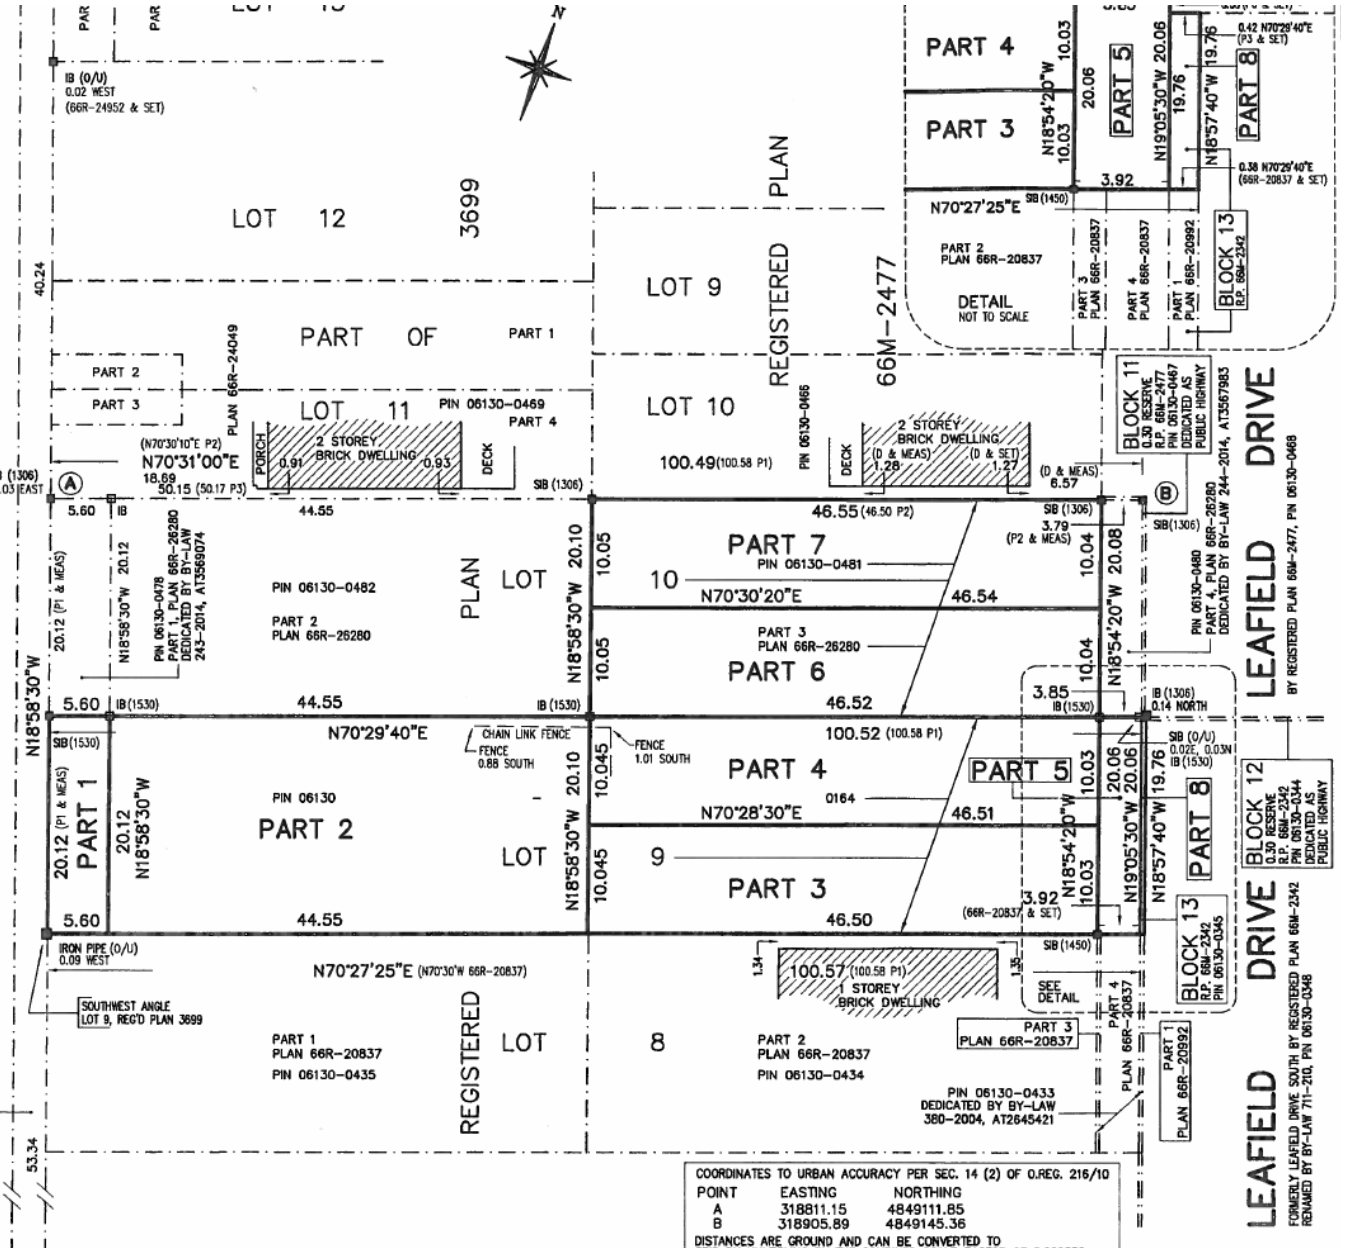 PART 4
PART 3
PART 5
PART 8
10.03
10.03
20.06
N18°54'20"W
N19°05'30"W 20.06
19.76
N18°57'40"W 19.76
0.42 N70°29'40"E
(P3 & SET)
0.38 N70°29'40"E
(66R-20837 & SET)
3.92
SIB (1450)
N70°27'25"E
PART 2
PLAN 66R-20837
PART 3
PLAN 66R-20837
PART 4
PLAN 66R-20837
PART 1
PLAN 66R-20992
BLOCK 13
R.P. 66M-2342
DETAIL
NOT TO SCALE
N
PAR
PAR
IB (O/U)
0.02 WEST
(66R-24952 & SET)
LOT 12
3699
40.24
REGISTERED PLAN
66M-2477
LOT 9
PART OF
PART 1
PART 2
PART 3
PLAN 66R-24049
LOT 11
PIN 06130-0469
PART 4
LOT 10
100.49 (100.58 P1)
PIN 06130-0466
(N70°30'10"E P2)
N70°31'00"E
18.69
50.15 (50.17 P3)
PORCH
2 STOREY
BRICK DWELLING
0.91
0.93
DECK
DECK
2 STOREY
BRICK DWELLING
(D & MEAS)
1.28
(D & SET)
1.27
(D & MEAS)
6.57
BLOCK 11
0.30 RESERVE
R.P. 66M-2477
PIN 06130-0467
DEDICATED AS
PUBLIC HIGHWAY
(1306)
.03 EAST
A
5.60
IB
44.55
SIB (1306)
46.55 (46.50 P2)
SIB (1306)
3.79
(P2 & MEAS)
B
SIB(1306)
20.12 (P1 & MEAS)
N18°58'30"W 20.12
PIN 06130-0478
PART 1, PLAN 66R-26280
DEDICATED BY BY-LAW
243-2014, AT3569074
PIN 06130-0482
PART 2
PLAN 66R-26280
PLAN
LOT 10
N18°58'30"W 20.10
10.05
10.05
PART 7
PIN 06130-0481
N70°30'20"E
46.54
PART 3
PLAN 66R-26280
PART 6
10.04
10.04
N18°54'20"W 20.08
PIN 06130-0480
PART 4, PLAN 66R-26280
DEDICATED BY BY-LAW 244-2014, AT3567983
LEAFIELD DRIVE
BY REGISTERED PLAN 66M-2477, PIN 06130-0468
N18°58'30"W
5.60
IB (1530)
44.55
IB (1530)
46.52
3.85
IB(1530)
IB (1306)
0.14 NORTH
SIB(1530)
N70°29'40"E
CHAIN LINK FENCE
FENCE
0.88 SOUTH
FENCE
1.01 SOUTH
100.52 (100.58 P1)
SIB (O/U)
0.02E, 0.03N
IB (1530)
20.12 (P1 & MEAS)
PART 1
20.12
N18°58'30"W
PIN 06130 - 0164
PART 2
LOT 9
N18°58'30"W 20.10
10.045
10.045
PART 4
N70°28'30"E
46.51
PART 3
PART 5
10.03
10.03
N18°54'20"W
20.06
N19°05'30"W 20.06
N18°57'40"W 19.76
PART 8
BLOCK 12
0.30 RESERVE
R.P. 66M-2342
PIN 06130-0344
DEDICATED AS
PUBLIC HIGHWAY
5.60
44.55
46.50
3.92
(66R-20837 & SET)
SIB (1450)
BLOCK 13
R.P. 66M-2342
PIN 06130-0345
IRON PIPE (O/U)
0.09 WEST
N70°27'25"E (N70°30'W 66R-20837)
SOUTHWEST ANGLE
LOT 9, REG'D PLAN 3699
1.34
1.35
100.57 (100.58 P1)
1 STOREY
BRICK DWELLING
SEE
DETAIL
PART 4
PLAN 66R-20837
PART 3
PLAN 66R-20837
PART 1
PLAN 66R-20992
PART 1
PLAN 66R-20837
PIN 06130-0435
REGISTERED
LOT 8
PART 2
PLAN 66R-20837
PIN 06130-0434
PIN 06130-0433
DEDICATED BY BY-LAW
380-2004, AT2645421
LEAFIELD DRIVE
FORMERLY LEAFIELD DRIVE SOUTH BY REGISTERED PLAN 66M-2342
RENAMED BY BY-LAW 711-210, PIN 06130-0348
53.34
COORDINATES TO URBAN ACCURACY PER SEC. 14 (2) OF O.REG. 216/10
POINT EASTING NORTHING
A 318811.15 4849111.85
B 318905.89 4849145.36
DISTANCES ARE GROUND AND CAN BE CONVERTED TO